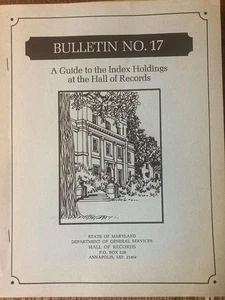 BULLETIN NO. 17
A Guide to the Index Holdings
at the Hall of Records
STATE OF MARYLAND
DEPARTMENT OF GENERAL SERVICES
HALL OF RECORDS
P.O. BOX 828
ANNAPOLIS, MD. 21404